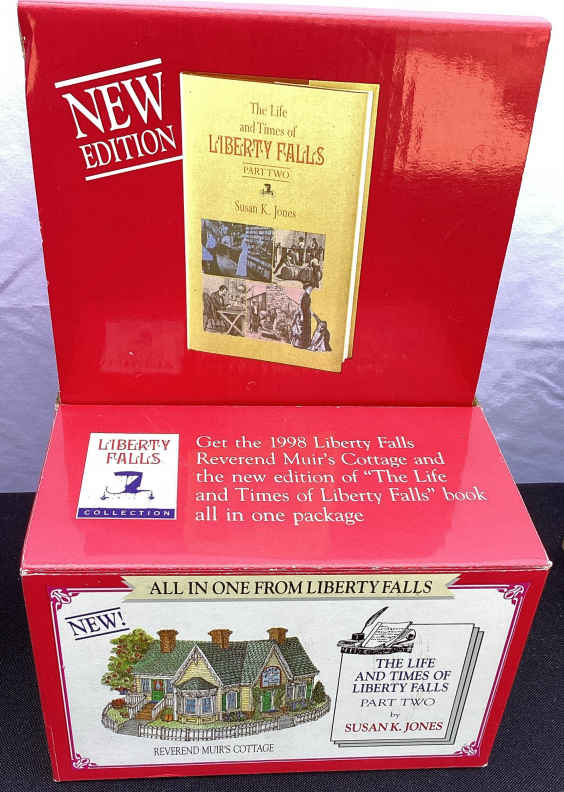 NEW
EDITION
The Life
and Times of
LIBERTY FALLS
PART TWO
Susan K. Jones
LIBERTY
FALLS
COLLECTION
Get the 1998 Liberty Falls
Reverend Muir's Cottage and
the new edition of "The Life
and Times of Liberty Falls" book
all in one package
ALL IN ONE FROM LIBERTY FALLS
NEW!
REVEREND MUIR'S COTTAGE
THE LIFE
AND TIMES OF
LIBERTY FALLS
PART TWO
by
SUSAN K. JONES